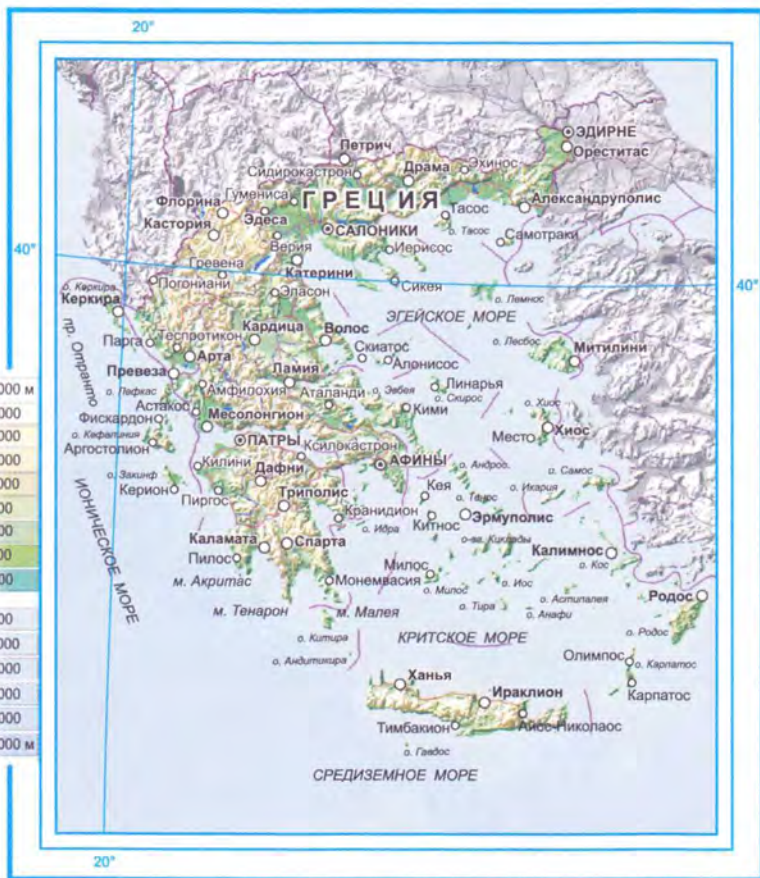 20°
ЭДИРНЕ
Ореститас
Петрич
Сидирокастрон
Драма
Эхинос
Гумениса
ГРЕЦИЯ
Флорина
Александруполис
Эдеса
Тасос
о. Тасос
Кастория
САЛОНИКИ
Самотраки
40°
Верия
Иерисос
Гревена
Катерини
Погониани
Сикея
40°
о. Керкира
Керкира
Эласон
о. Лемнос
ЭГЕЙСКОЕ МОРЕ
пр. Отранто
Кардица
Волос
Парга
Теспротикон
о. Лесбос
Арта
Скиатос
Алонисос
Митилини
Превеза
Ламия
000 м
о. Лефкас
Амфилохия
Аталанди
о. Эвбея
Линарья
о. Скирос
Астакос
Кими
о. Хиос
Фискардон
Месолонгион
о. Кефалиния
Место
Хиос
Аргостолион
ПАТРЫ
Ксилокастрон
Килини
АФИНЫ
о. Андрос
о. Закинф
Дафни
о. Самос
Керион
Кея
о. Икария
Пиргос
Триполис
о. Тинос
ИОНИЧЕСКОЕ МОРЕ
Кранидион
о. Идра
Китнос
Эрмуполис
Каламата
Спарта
о-ва. Киклады
Калимнос
Пилос
о. Кос
м. Акритас
Монемвасия
Милос
о. Милос
о. Иос
о. Астипалея
Родос
м. Тенарон
м. Малея
о. Тира
о. Анафи
о. Родос
о. Китира
КРИТСКОЕ МОРЕ
о. Андитикира
Олимпос
о. Карпатос
Ханья
Карпатос
Ираклион
Тимбакион
Айос-Николаос
000 м
о. Гавдос
СРЕДИЗЕМНОЕ МОРЕ
20°